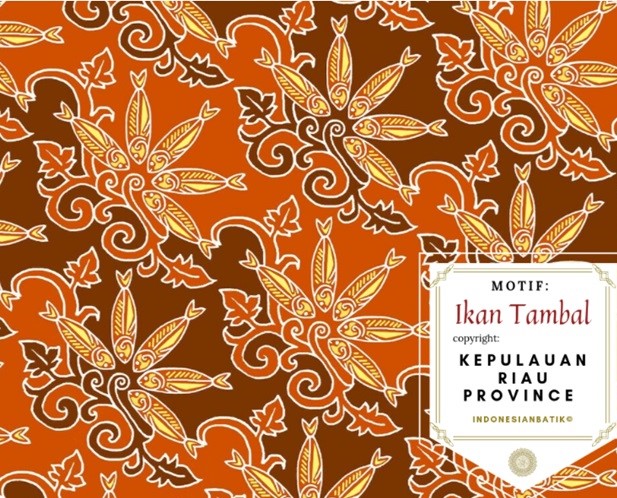 MOTIF:
Ikan Tambal
copyright:
KEPULAUAN
RIAU
PROVINCE
INDONESIANBATIK©